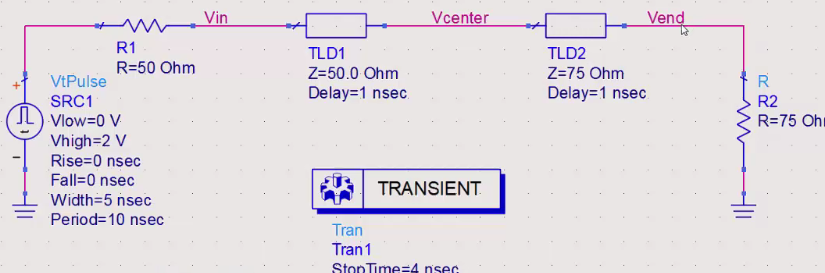 Vin
Vcenter
Vend
R1
R=50 Ohm
TLD1
Z=50.0 Ohm
Delay=1 nsec
TLD2
Z=75 Ohm
Delay=1 nsec
+
VtPulse
SRC1
Vlow=0 V
Vhigh=2 V
Rise=0 nsec
Fall=0 nsec
Width=5 nsec
Period=10 nsec
−
R
R2
R=75 Ohm
TRANSIENT
Tran
Tran1
StopTime=4 nsec